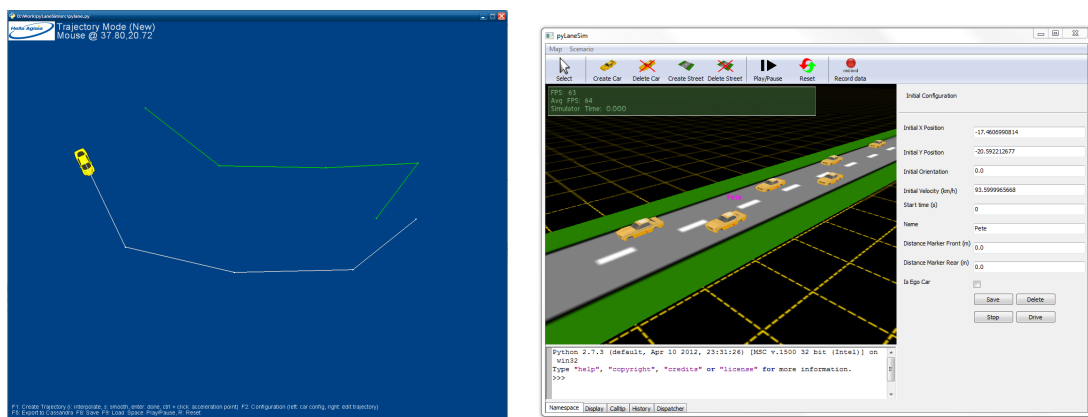 D:\Work\pyLaneSim\src\pylane.py
Hella Aglaia
Trajectory Mode (New)
Mouse @ 37.80,20.72
F1: Create Trajectory (i: interpolate, s: smooth, enter: done, ctrl + click: acceleration point) F2: Configuration (left: car config, right: edit trajectory)
F5: Export to Cassandra F8: Save F9: Load Space: Play/Pause, R: Reset
pyLaneSim
Map Scenario
Select Create Car Delete Car Create Street Delete Street Play/Pause Reset Record data
record
FPS: 63
Avg FPS: 64
Simulator Time: 0.000
Pete
Initial Configuration
Initial X Position -17.4606990814
Initial Y Position -20.592212677
Initial Orientation 0.0
Initial Velocity (km/h) 93.5999965668
Start time (s) 0
Name Pete
Distance Marker Front (m) 0.0
Distance Marker Rear (m) 0.0
Is Ego Car
Save Delete
Stop Drive
Python 2.7.3 (default, Apr 10 2012, 23:31:26) [MSC v.1500 32 bit (Intel)] on
win32
Type "help", "copyright", "credits" or "license" for more information.
>>>
Namespace Display Calltip History Dispatcher